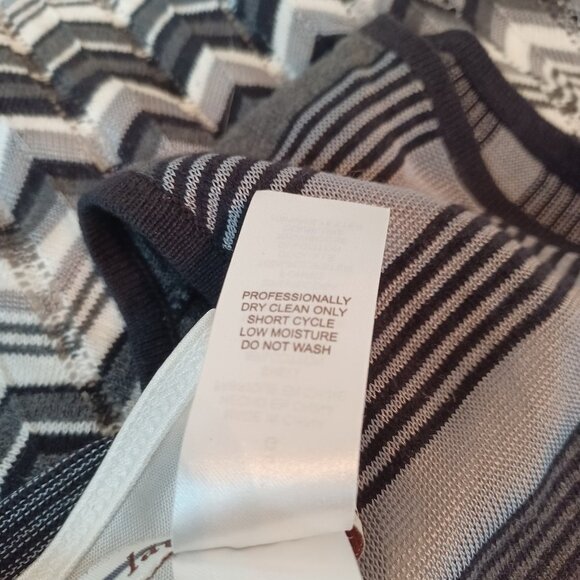 PROFESSIONALLY
DRY CLEAN ONLY
SHORT CYCLE
LOW MOISTURE
DO NOT WASH